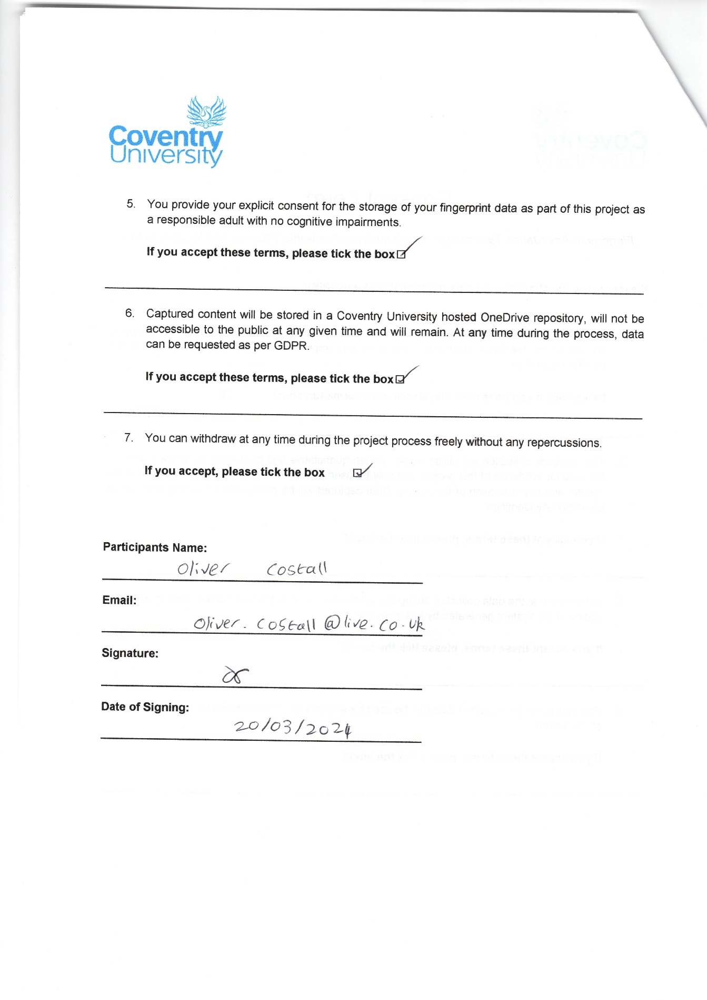 Coventry
University
5. You provide your explicit consent for the storage of your fingerprint data as part of this project as
a responsible adult with no cognitive impairments.
If you accept these terms, please tick the box☑
6. Captured content will be stored in a Coventry University hosted OneDrive repository, will not be
accessible to the public at any given time and will remain. At any time during the process, data
can be requested as per GDPR.
If you accept these terms, please tick the box☑
7. You can withdraw at any time during the project process freely without any repercussions.
If you accept, please tick the box ☑
Participants Name:
Oliver Costall
Email:
Oliver.costall@live.co.uk
Signature:
Date of Signing:
20/03/2024